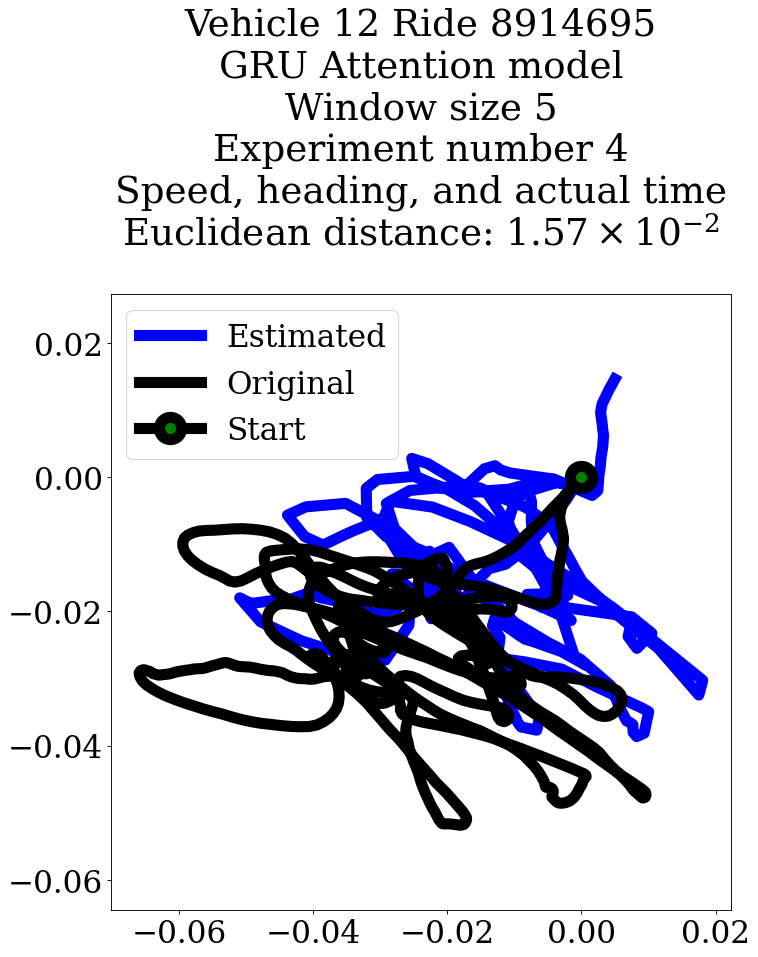 Vehicle 12 Ride 8914695
GRU Attention model
Window size 5
Experiment number 4
Speed, heading, and actual time
Euclidean distance: 1.57 × 10⁻²
Estimated
Original
Start
0.02
0.00
−0.02
−0.04
−0.06
−0.06 −0.04 −0.02 0.00 0.02